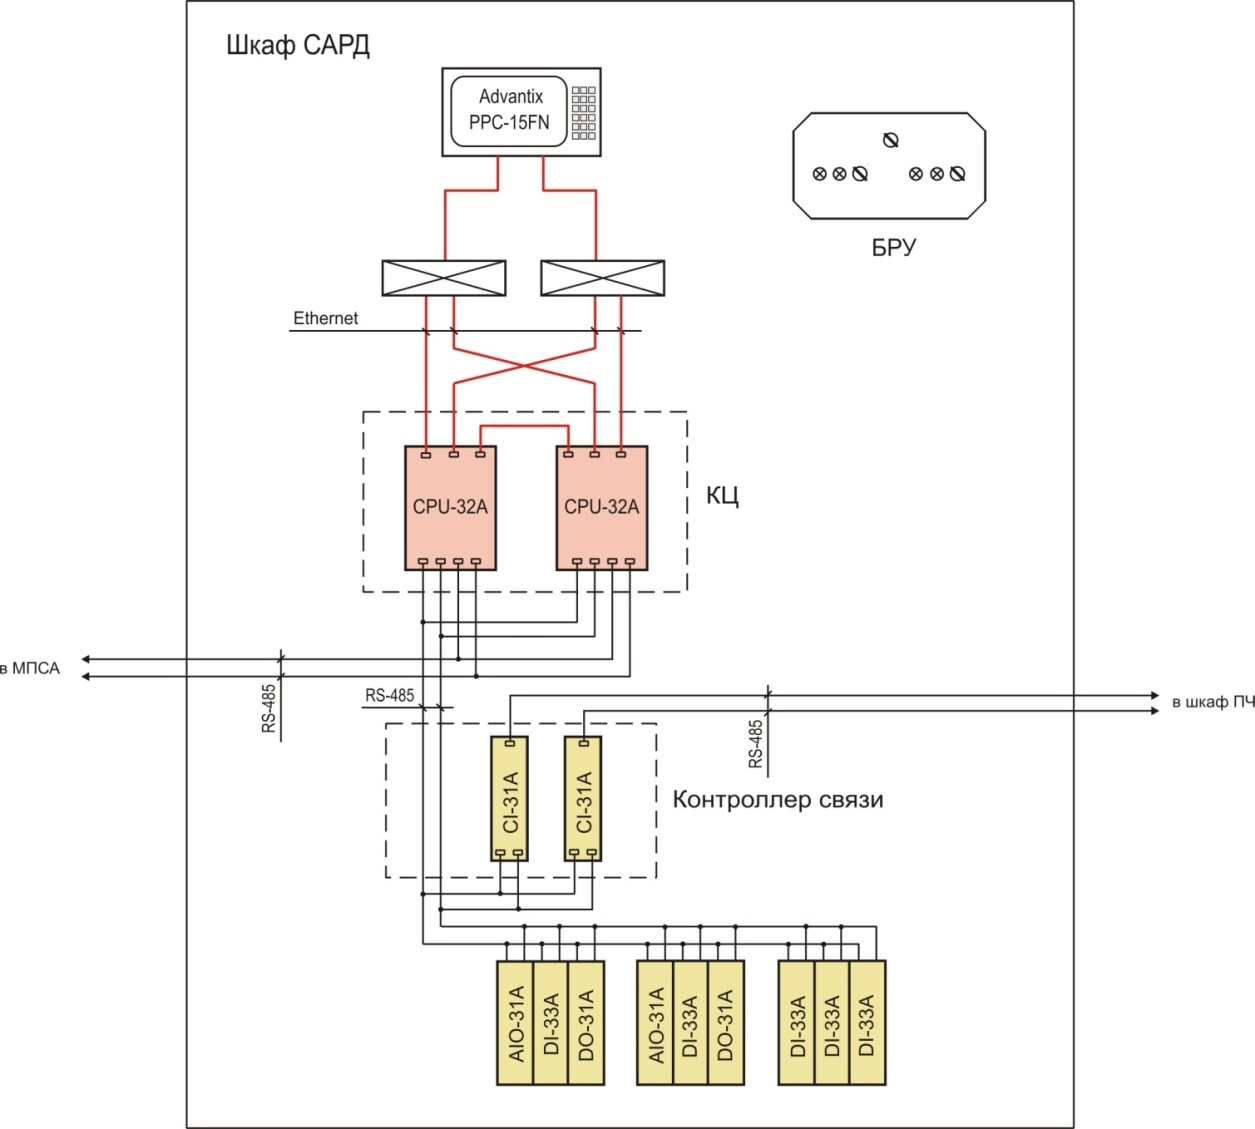 Шкаф САРД
Advantix
PPC-15FN
БРУ
Ethernet
CPU-32A
CPU-32A
КЦ
в МПСА
RS-485
RS-485
в шкаф ПЧ
RS-485
CI-31A
CI-31A
Контроллер связи
AIO-31A
DI-33A
DO-31A
AIO-31A
DI-33A
DO-31A
DI-33A
DI-33A
DI-33A